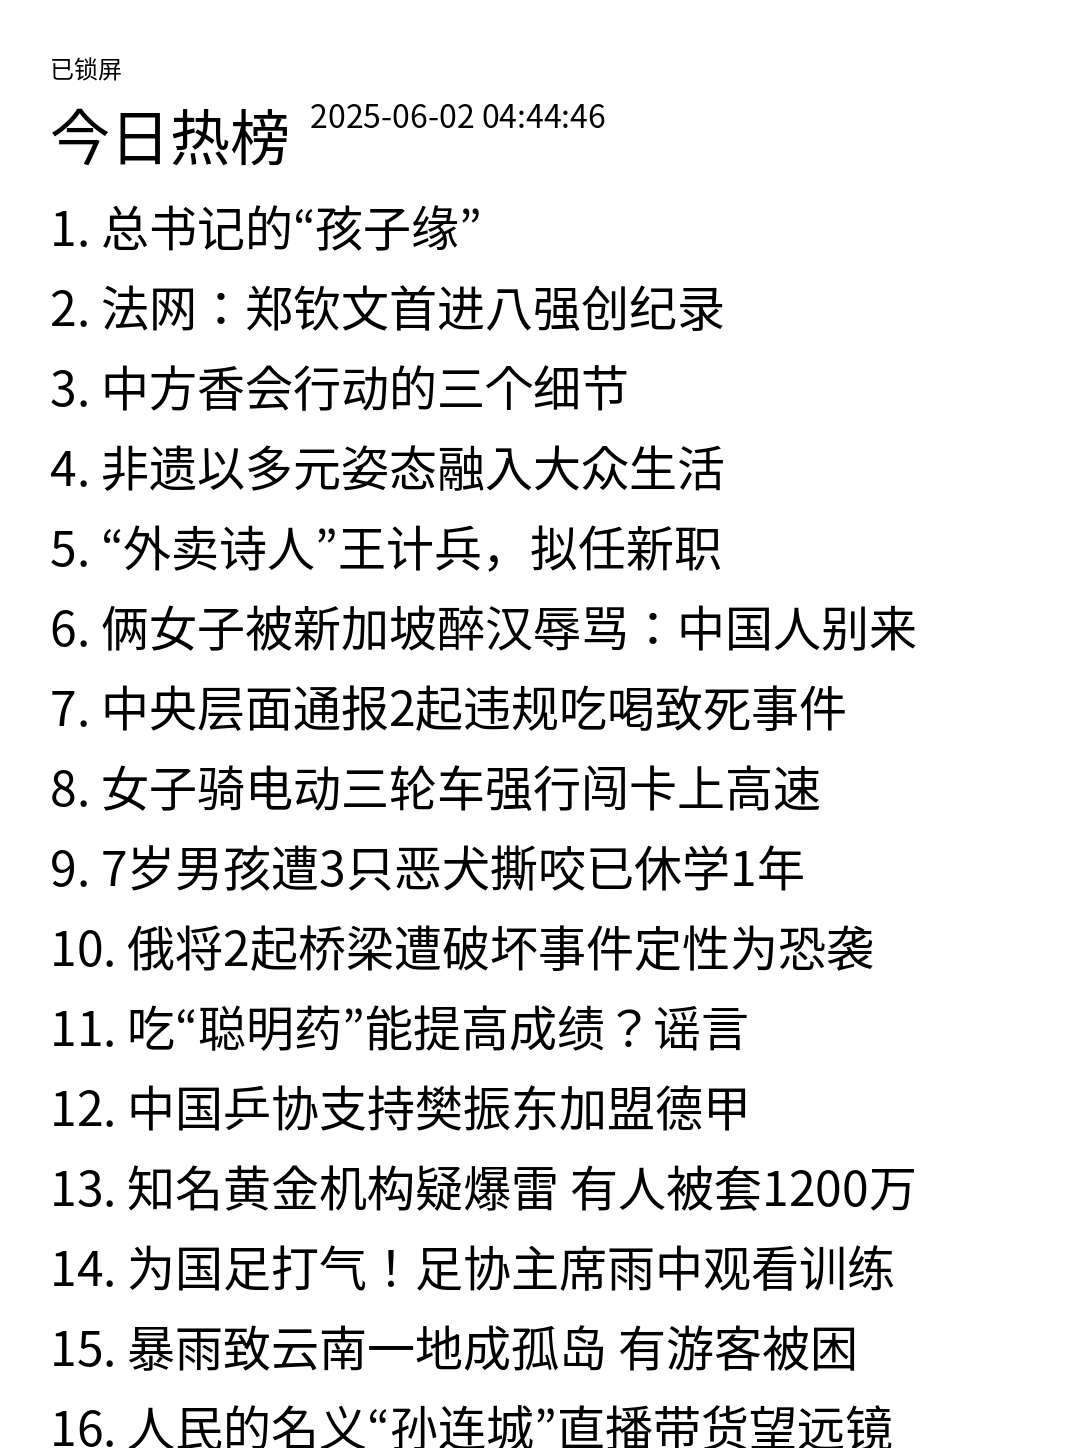 已锁屏
今日热榜 2025-06-02 04:44:46
1. 总书记的“孩子缘”
2. 法网：郑钦文首进八强创纪录
3. 中方香会行动的三个细节
4. 非遗以多元姿态融入大众生活
5. “外卖诗人”王计兵，拟任新职
6. 俩女子被新加坡醉汉辱骂：中国人别来
7. 中央层面通报2起违规吃喝致死事件
8. 女子骑电动三轮车强行闯卡上高速
9. 7岁男孩遭3只恶犬撕咬已休学1年
10. 俄将2起桥梁遭破坏事件定性为恐袭
11. 吃“聪明药”能提高成绩？谣言
12. 中国乒协支持樊振东加盟德甲
13. 知名黄金机构疑爆雷 有人被套1200万
14. 为国足打气！足协主席雨中观看训练
15. 暴雨致云南一地成孤岛 有游客被困
16. 人民的名义“孙连城”直播带货望远镜